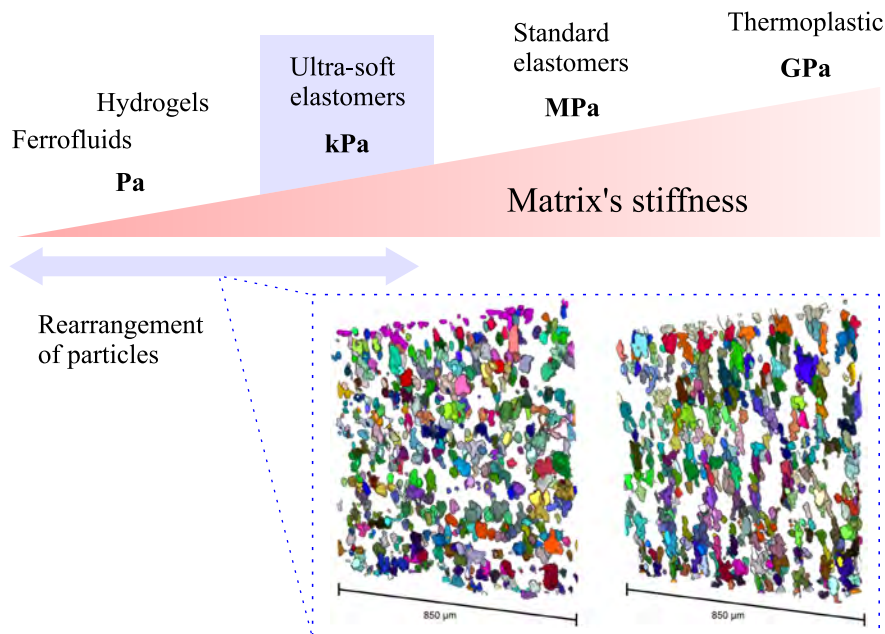 Thermoplastic
GPa
Standard
elastomers
MPa
Ultra-soft
elastomers
kPa
Hydrogels
Ferrofluids
Pa
Matrix's stiffness
Rearrangement
of particles
850 μm
850 μm